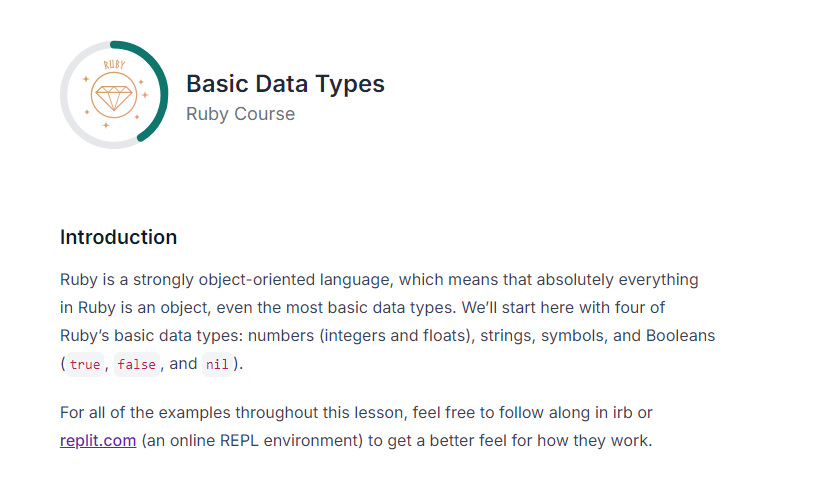 RUBY
Basic Data Types
Ruby Course
Introduction
Ruby is a strongly object-oriented language, which means that absolutely everything
in Ruby is an object, even the most basic data types. We’ll start here with four of
Ruby’s basic data types: numbers (integers and floats), strings, symbols, and Booleans
(true, false, and nil).
For all of the examples throughout this lesson, feel free to follow along in irb or
replit.com (an online REPL environment) to get a better feel for how they work.